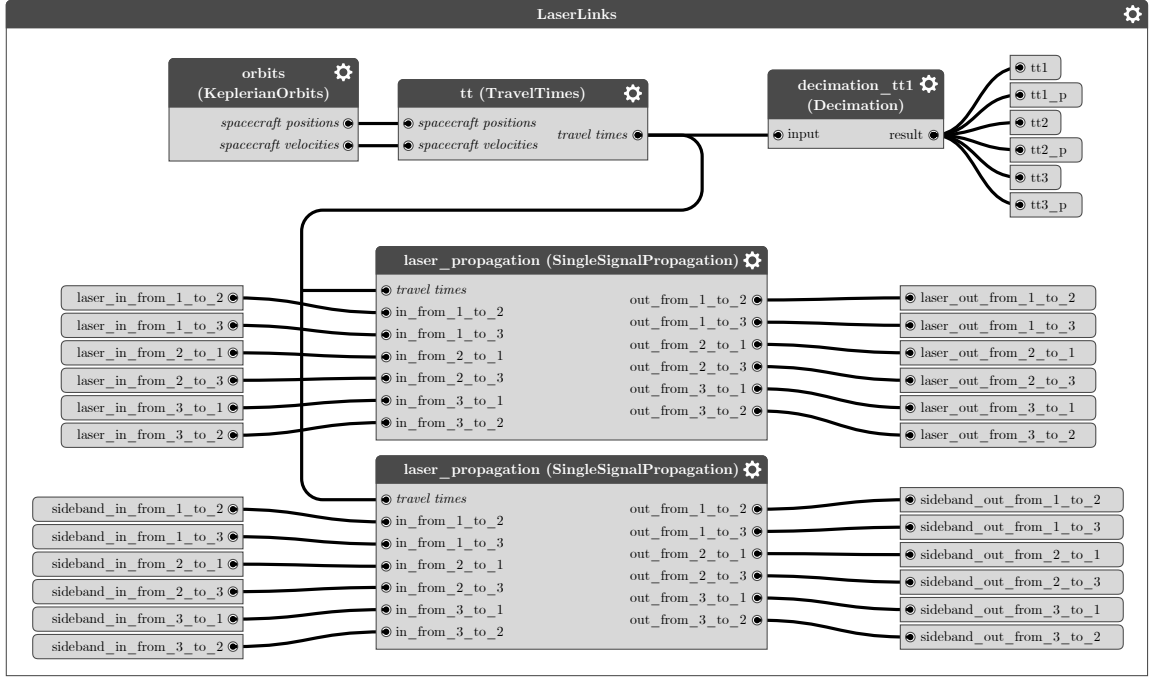 LaserLinks
orbits
(KeplerianOrbits)
spacecraft positions
spacecraft velocities
tt (TravelTimes)
spacecraft positions
spacecraft velocities
travel times
decimation_tt1
(Decimation)
input
result
tt1
tt1_p
tt2
tt2_p
tt3
tt3_p
laser_in_from_1_to_2
laser_in_from_1_to_3
laser_in_from_2_to_1
laser_in_from_2_to_3
laser_in_from_3_to_1
laser_in_from_3_to_2
laser_propagation (SingleSignalPropagation)
travel times
in_from_1_to_2
in_from_1_to_3
in_from_2_to_1
in_from_2_to_3
in_from_3_to_1
in_from_3_to_2
out_from_1_to_2
out_from_1_to_3
out_from_2_to_1
out_from_2_to_3
out_from_3_to_1
out_from_3_to_2
laser_out_from_1_to_2
laser_out_from_1_to_3
laser_out_from_2_to_1
laser_out_from_2_to_3
laser_out_from_3_to_1
laser_out_from_3_to_2
sideband_in_from_1_to_2
sideband_in_from_1_to_3
sideband_in_from_2_to_1
sideband_in_from_2_to_3
sideband_in_from_3_to_1
sideband_in_from_3_to_2
laser_propagation (SingleSignalPropagation)
travel times
in_from_1_to_2
in_from_1_to_3
in_from_2_to_1
in_from_2_to_3
in_from_3_to_1
in_from_3_to_2
out_from_1_to_2
out_from_1_to_3
out_from_2_to_1
out_from_2_to_3
out_from_3_to_1
out_from_3_to_2
sideband_out_from_1_to_2
sideband_out_from_1_to_3
sideband_out_from_2_to_1
sideband_out_from_2_to_3
sideband_out_from_3_to_1
sideband_out_from_3_to_2